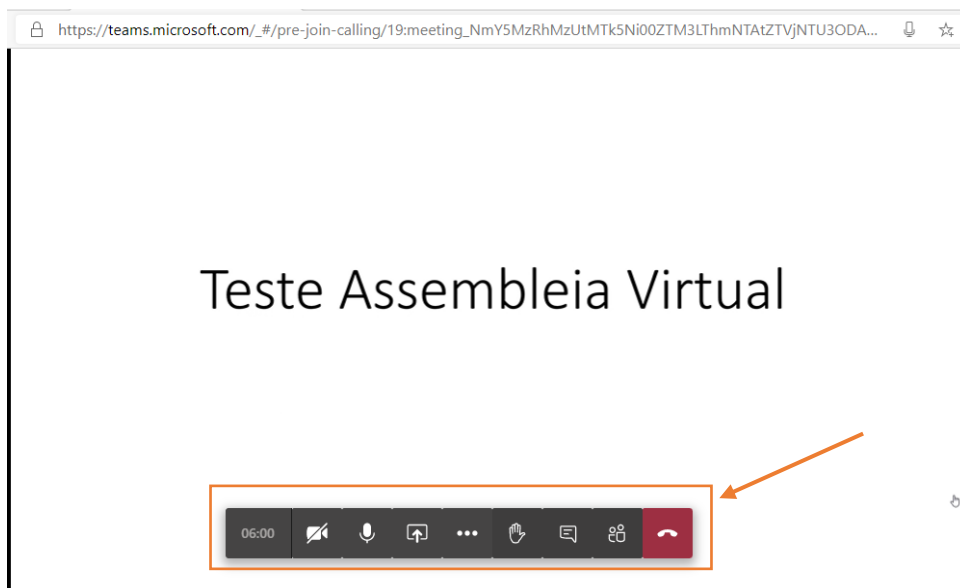 https://teams.microsoft.com/_#/pre-join-calling/19:meeting_NmY5MzRhMzUtMTk5Ni00ZTM3LThmNTAtZTVjNTU3ODA...
Teste Assembleia Virtual
06:00